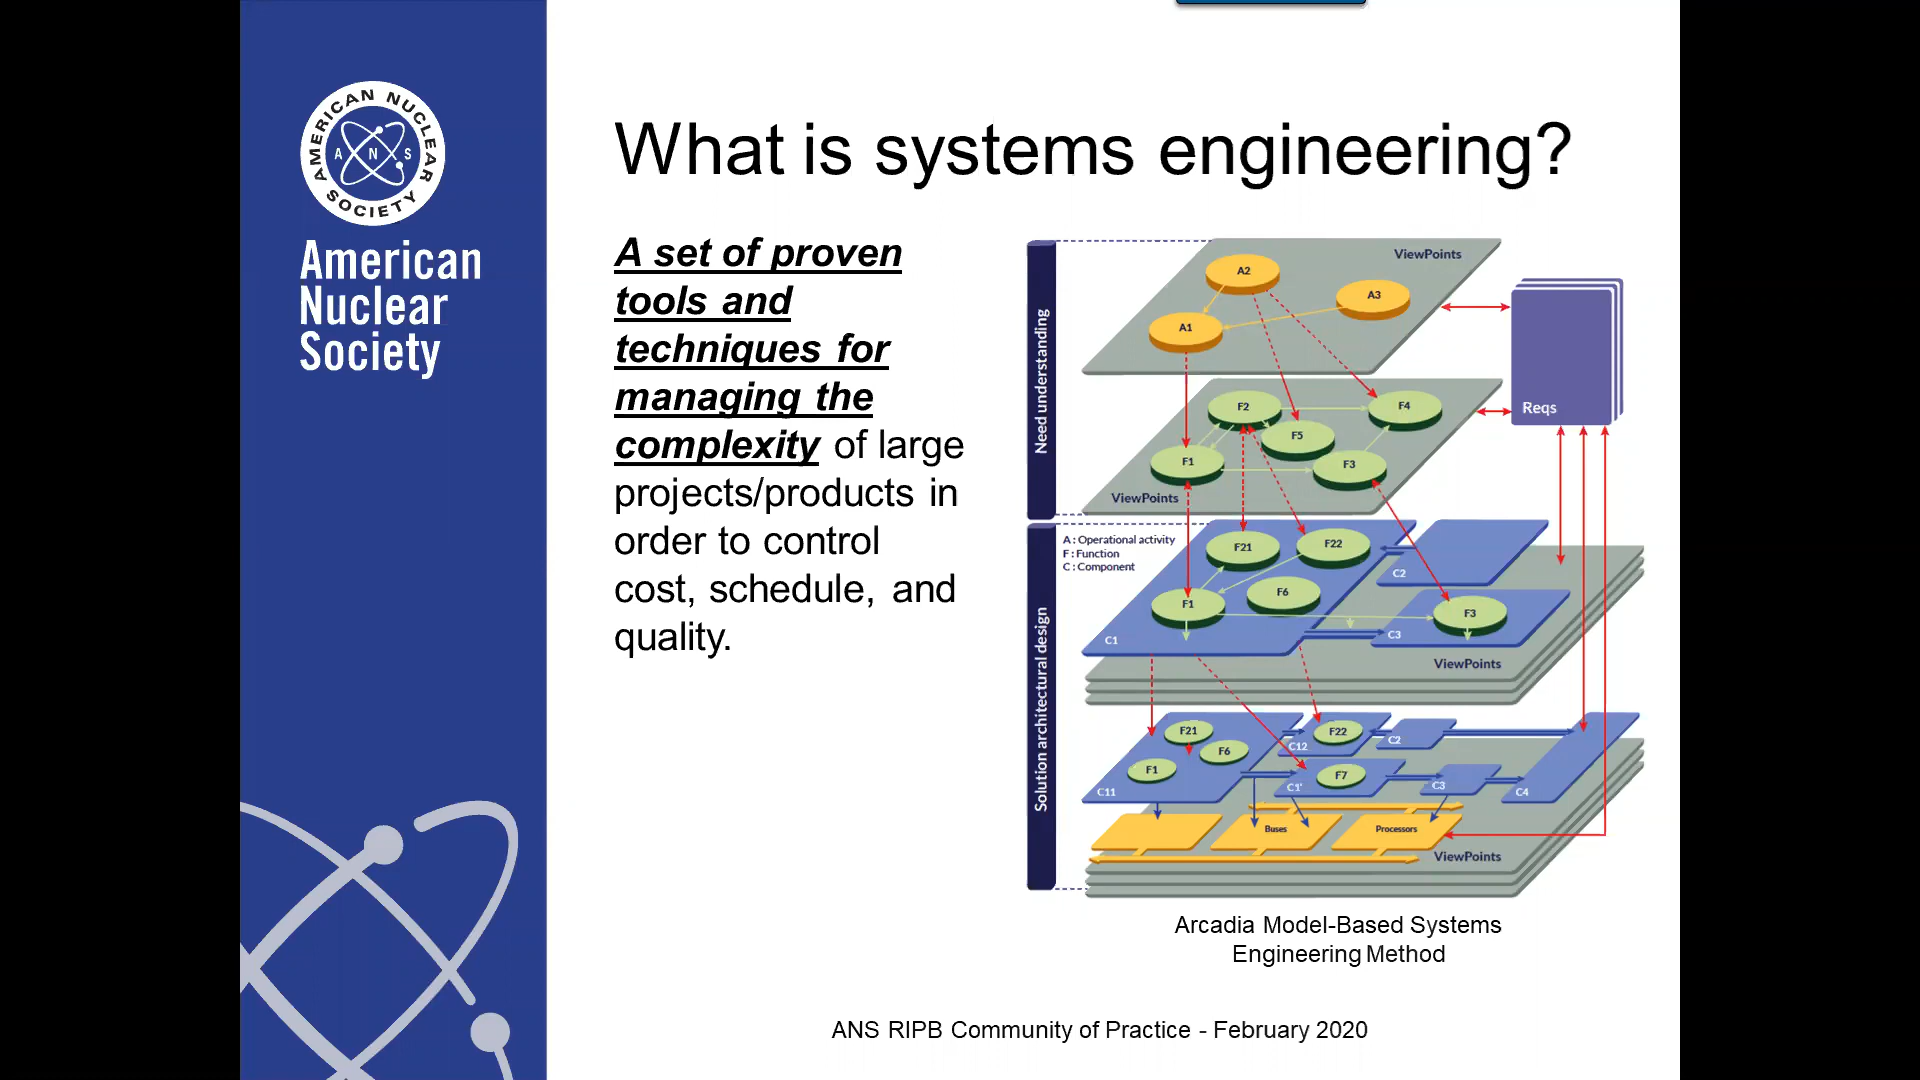 AMERICAN NUCLEAR SOCIETY
A N S
American
Nuclear
Society
What is systems engineering?
A set of proven
tools and
techniques for
managing the
complexity of large
projects/products in
order to control
cost, schedule, and
quality.
Need understanding
ViewPoints
A2
A3
A1
Reqs
F2
F4
F5
F1
F3
ViewPoints
Solution architectural design
A : Operational activity
F : Function
C : Component
F21
F22
C2
F6
F1
F3
C1
C3
ViewPoints
F21
F22
C2
C12
F6
F1
F7
C11
C1'
C3
C4
Buses
Processors
ViewPoints
Arcadia Model-Based Systems
Engineering Method
ANS RIPB Community of Practice - February 2020